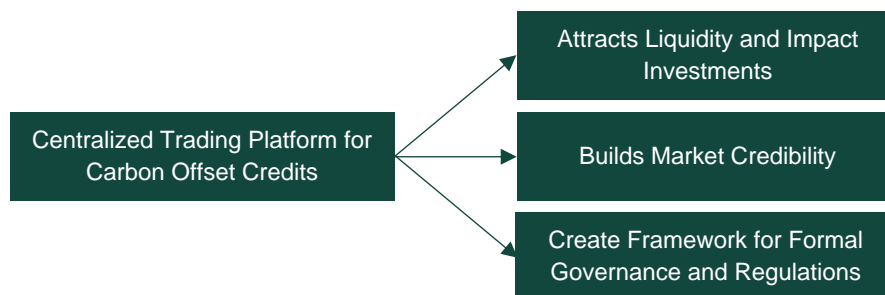 Attracts Liquidity and Impact
Investments
Centralized Trading Platform for
Carbon Offset Credits
Builds Market Credibility
Create Framework for Formal
Governance and Regulations